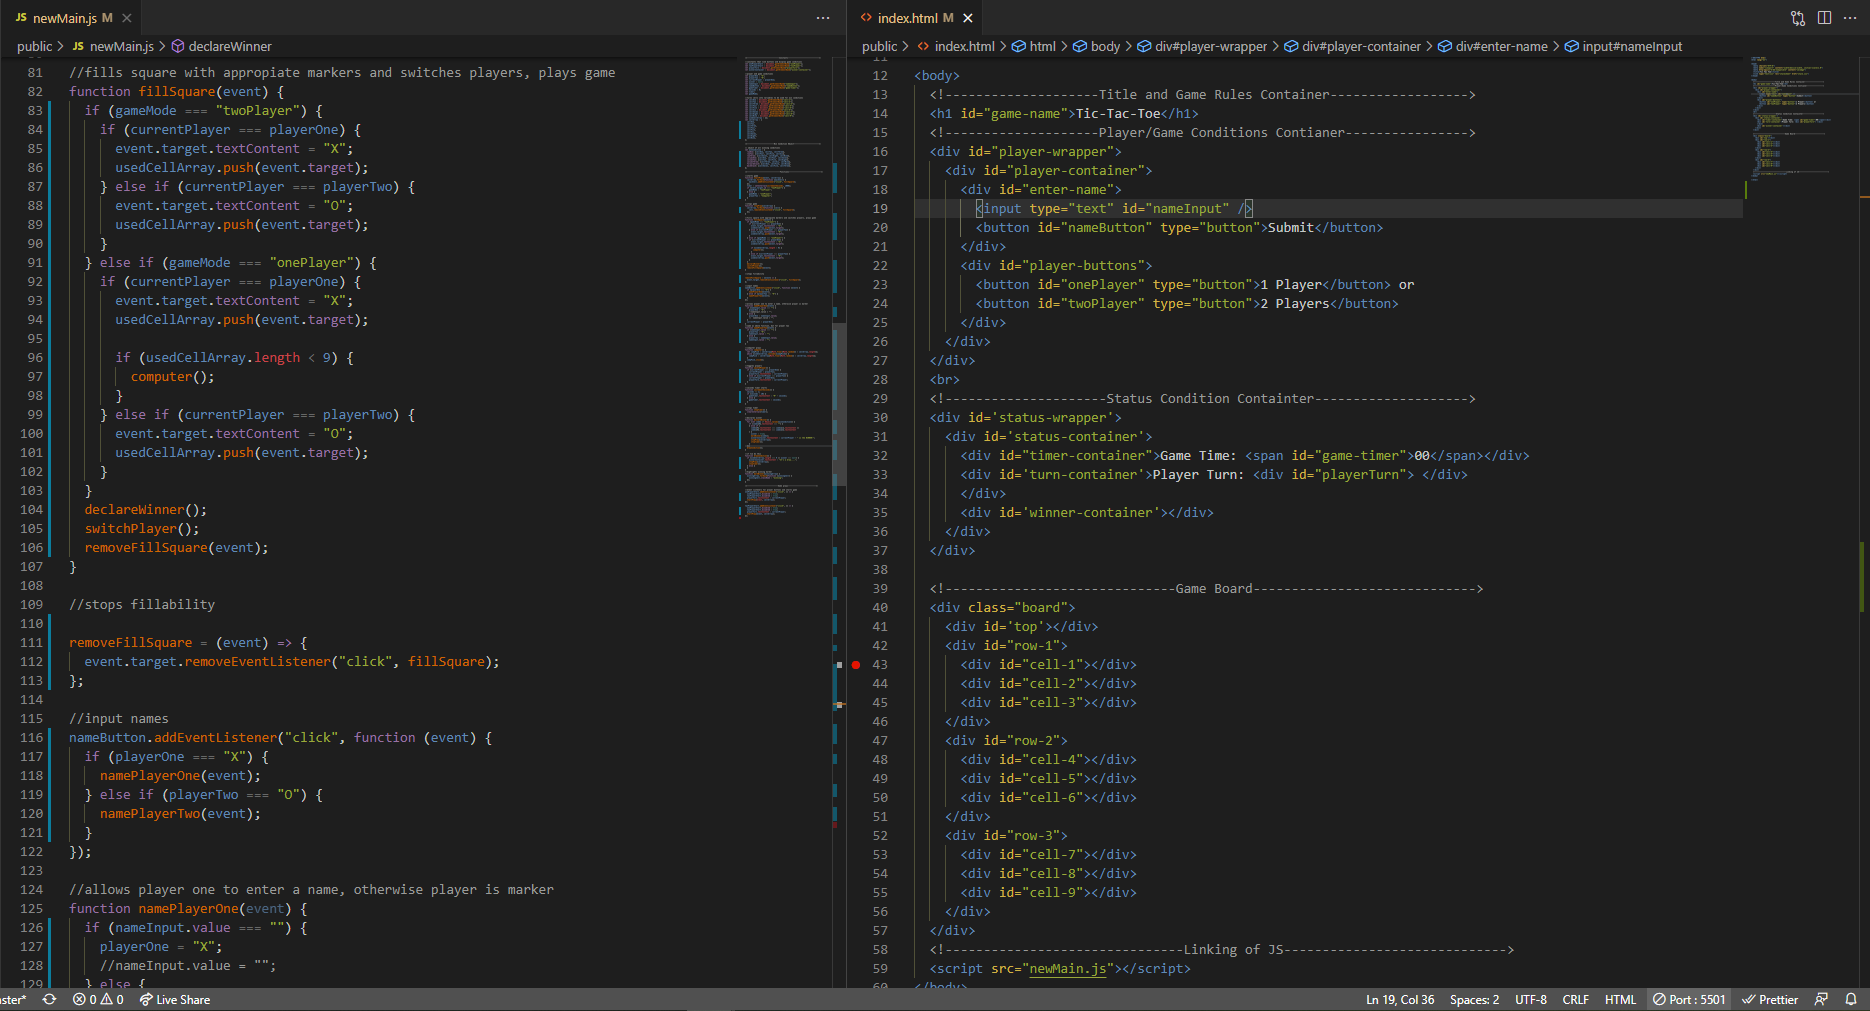 JS newMain.js M ×
public > JS newMain.js > declareWinner
81 //fills square with appropiate markers and switches players, plays game
82 function fillSquare(event) {
83 if (gameMode === "twoPlayer") {
84 if (currentPlayer === playerOne) {
85 event.target.textContent = "X";
86 usedCellArray.push(event.target);
87 } else if (currentPlayer === playerTwo) {
88 event.target.textContent = "O";
89 usedCellArray.push(event.target);
90 }
91 } else if (gameMode === "onePlayer") {
92 if (currentPlayer === playerOne) {
93 event.target.textContent = "X";
94 usedCellArray.push(event.target);
95
96 if (usedCellArray.length < 9) {
97 computer();
98 }
99 } else if (currentPlayer === playerTwo) {
100 event.target.textContent = "O";
101 usedCellArray.push(event.target);
102 }
103 }
104 declareWinner();
105 switchPlayer();
106 removeFillSquare(event);
107 }
108
109 //stops fillability
110
111 removeFillSquare = (event) => {
112 event.target.removeEventListener("click", fillSquare);
113 };
114
115 //input names
116 nameButton.addEventListener("click", function (event) {
117 if (playerOne === "X") {
118 namePlayerOne(event);
119 } else if (playerTwo === "O") {
120 namePlayerTwo(event);
121 }
122 });
123
124 //allows player one to enter a name, otherwise player is marker
125 function namePlayerOne(event) {
126 if (nameInput.value === "") {
127 playerOne = "X";
128 //nameInput.value = "";
129 } else {
<> index.html M ×
public > <> index.html > html > body > div#player-wrapper > div#player-container > div#enter-name > input#nameInput
11
12 <body>
13 <!--------------------Title and Game Rules Container------------------>
14 <h1 id="game-name">Tic-Tac-Toe</h1>
15 <!--------------------Player/Game Conditions Contianer---------------->
16 <div id="player-wrapper">
17 <div id="player-container">
18 <div id="enter-name">
19 <input type="text" id="nameInput" />
20 <button id="nameButton" type="button">Submit</button>
21 </div>
22 <div id="player-buttons">
23 <button id="onePlayer" type="button">1 Player</button> or
24 <button id="twoPlayer" type="button">2 Players</button>
25 </div>
26 </div>
27 </div>
28 <br>
29 <!---------------------Status Condition Containter-------------------->
30 <div id='status-wrapper'>
31 <div id='status-container'>
32 <div id="timer-container">Game Time: <span id="game-timer">00</span></div>
33 <div id='turn-container'>Player Turn: <div id="playerTurn"> </div>
34 </div>
35 <div id='winner-container'></div>
36 </div>
37 </div>
38
39 <!------------------------------Game Board----------------------------->
40 <div class="board">
41 <div id='top'></div>
42 <div id="row-1">
43 <div id="cell-1"></div>
44 <div id="cell-2"></div>
45 <div id="cell-3"></div>
46 </div>
47 <div id="row-2">
48 <div id="cell-4"></div>
49 <div id="cell-5"></div>
50 <div id="cell-6"></div>
51 </div>
52 <div id="row-3">
53 <div id="cell-7"></div>
54 <div id="cell-8"></div>
55 <div id="cell-9"></div>
56 </div>
57 </div>
58 <!-------------------------------Linking of JS----------------------------->
59 <script src="newMain.js"></script>
60 </body>
ster* 0 0 Live Share Ln 19, Col 36 Spaces: 2 UTF-8 CRLF HTML Port : 5501 Prettier